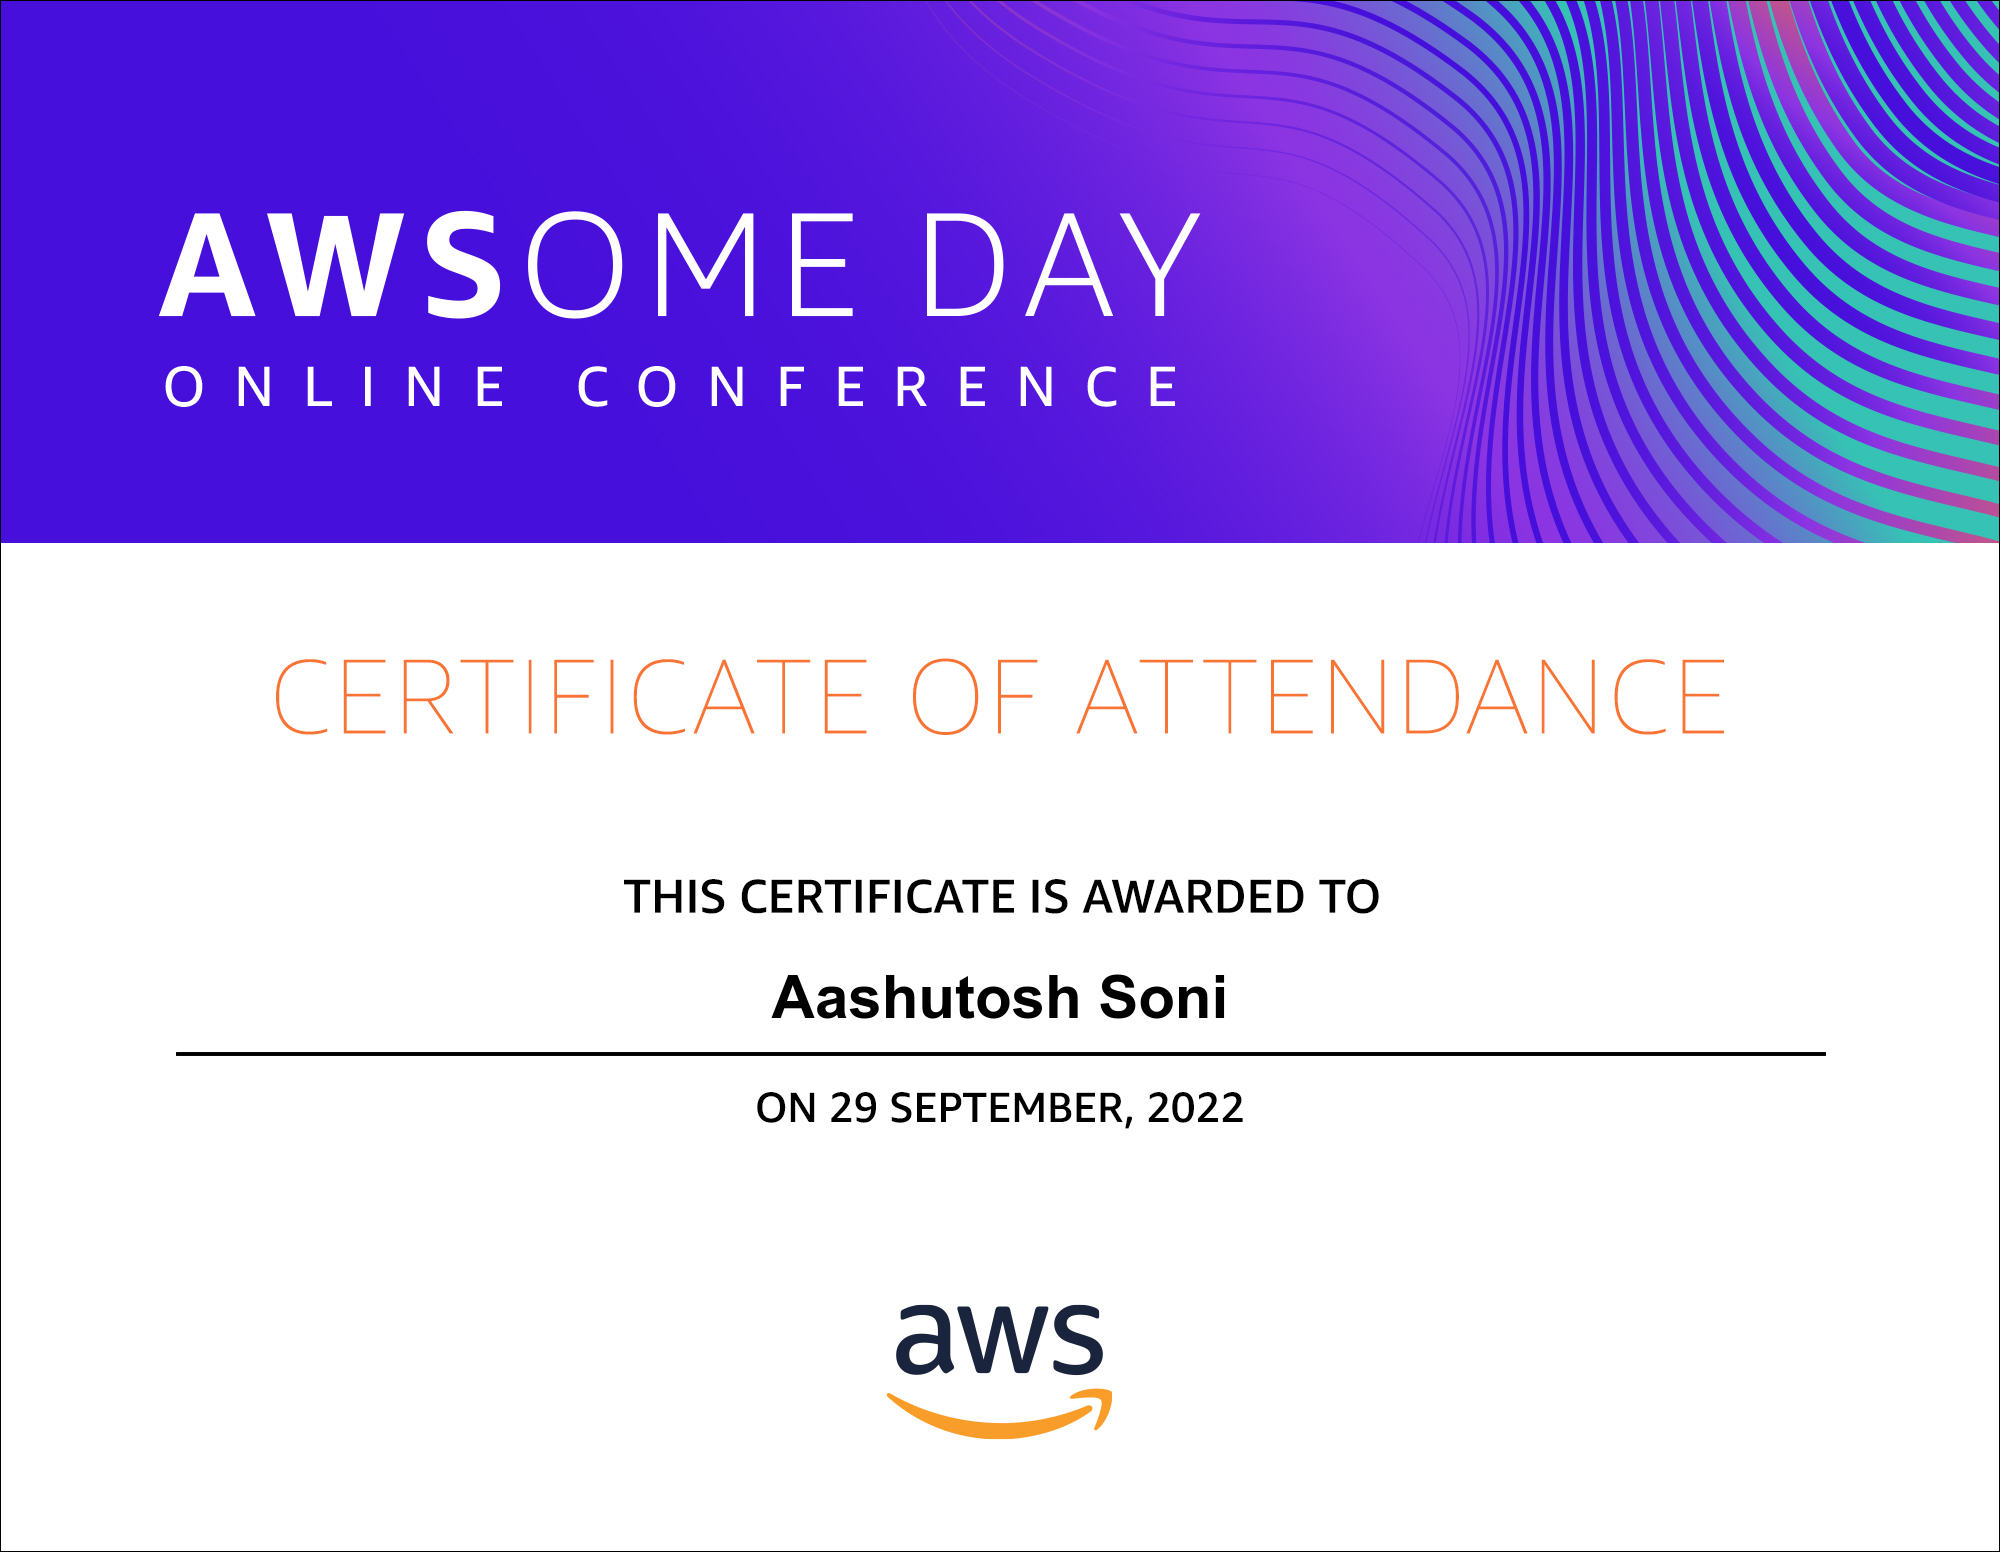 AWSOME DAY
ONLINE CONFERENCE
CERTIFICATE OF ATTENDANCE
THIS CERTIFICATE IS AWARDED TO
Aashutosh Soni
ON 29 SEPTEMBER, 2022
aws